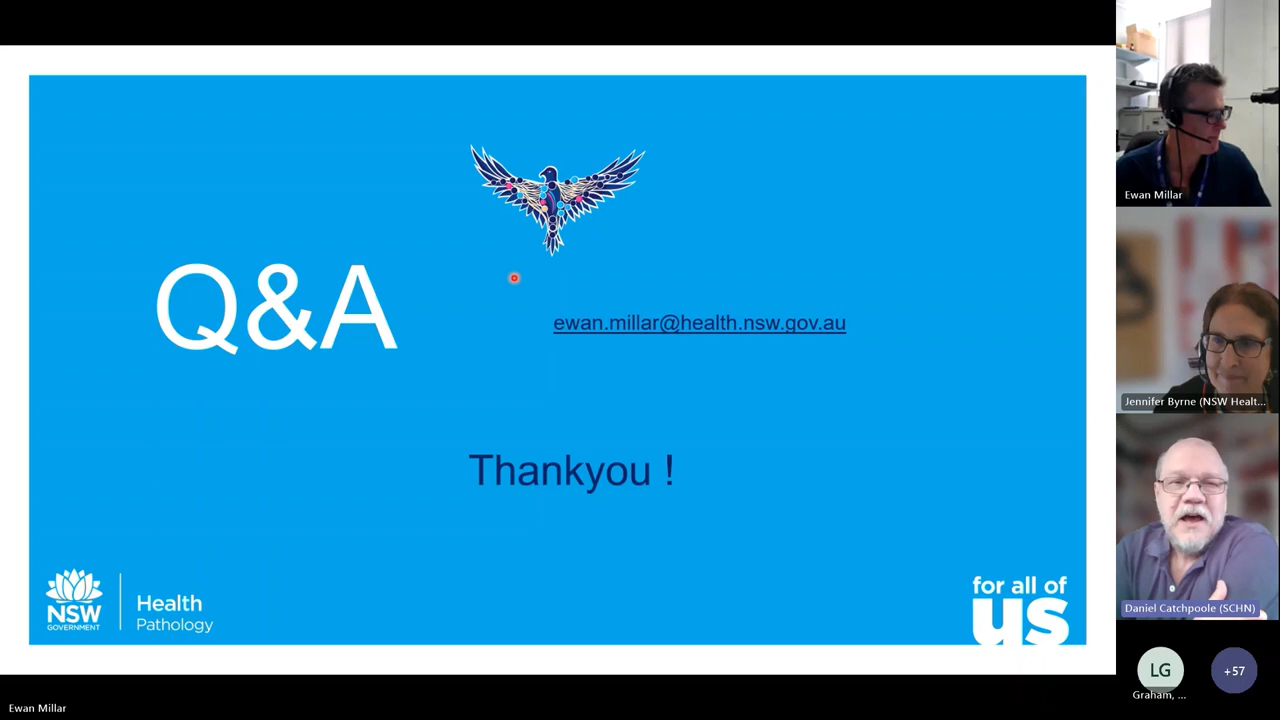 Q&A
ewan.millar@health.nsw.gov.au
Thankyou !
NSW
GOVERNMENT
Health
Pathology
for all of
us
Ewan Millar
Jennifer Byrne (NSW Healt...
Daniel Catchpoole (SCHN)
LG
Graham, ...
+57
Ewan Millar